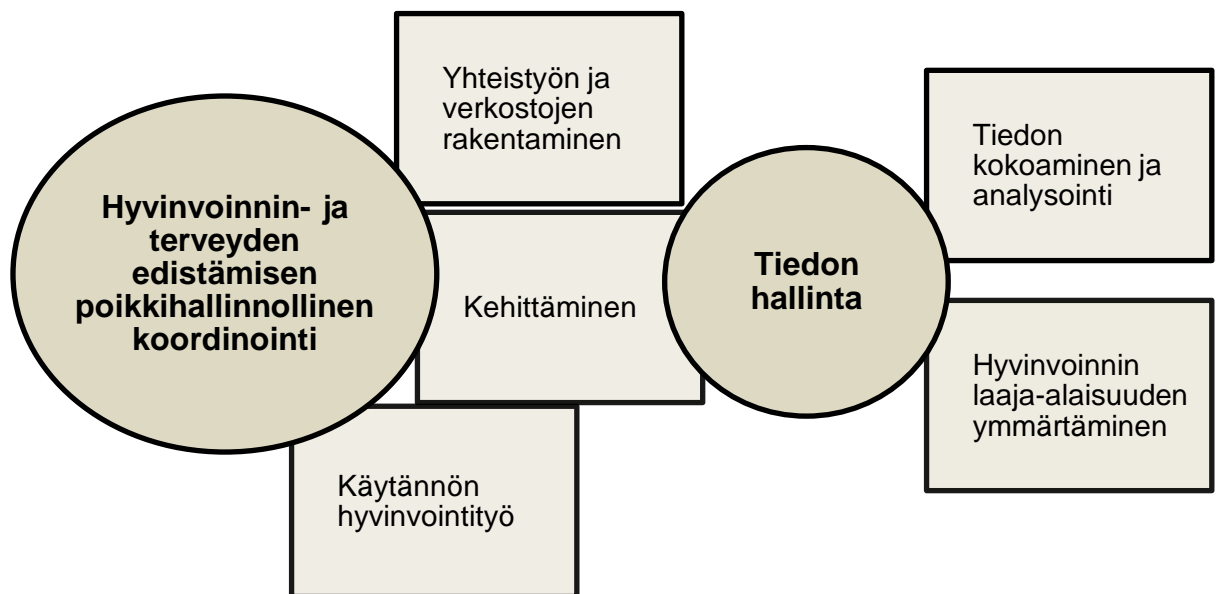 Hyvinvoinnin- ja
terveyden
edistämisen
poikkihallinnollinen
koordinointi
Yhteistyön ja
verkostojen
rakentaminen
Kehittäminen
Käytännön
hyvinvointityö
Tiedon
hallinta
Tiedon
kokoaminen ja
analysointi
Hyvinvoinnin
laaja-alaisuuden
ymmärtäminen